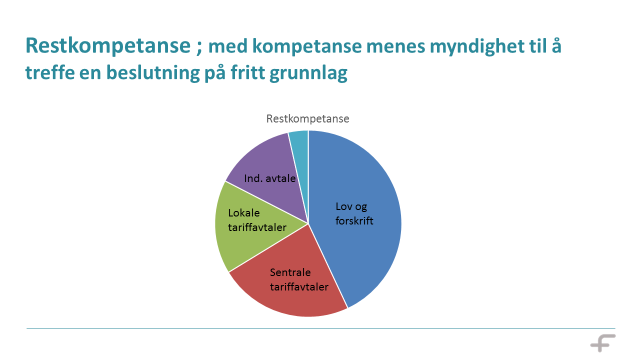 Restkompetanse ; med kompetanse menes myndighet til å
treffe en beslutning på fritt grunnlag
Restkompetanse
Ind. avtale
Lov og
forskrift
Lokale
tariffavtaler
Sentrale
tariffavtaler